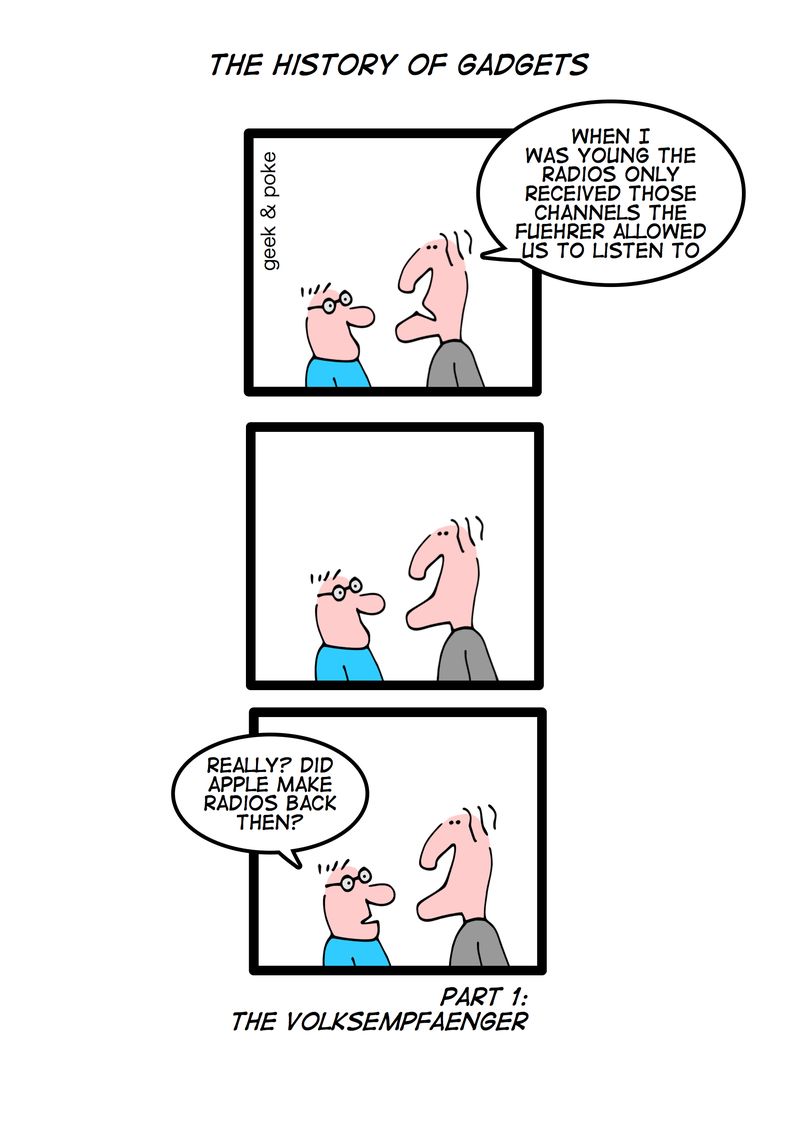 THE HISTORY OF GADGETS
geek & poke
WHEN I
WAS YOUNG THE
RADIOS ONLY
RECEIVED THOSE
CHANNELS THE
FUEHRER ALLOWED
US TO LISTEN TO
REALLY? DID
APPLE MAKE
RADIOS BACK
THEN?
PART 1:
THE VOLKSEMPFAENGER